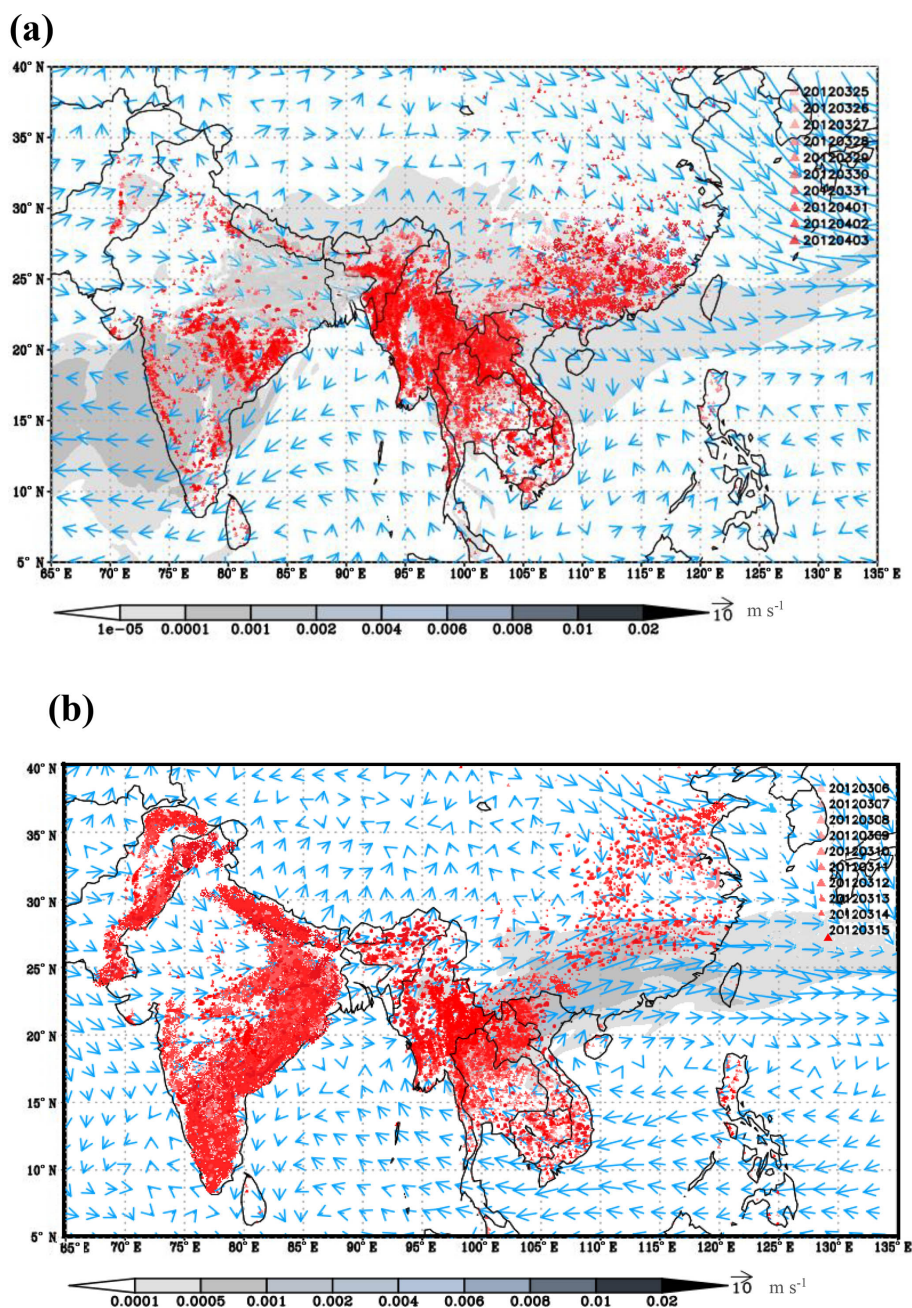 (a)
40° N
35° N
30° N
25° N
20° N
15° N
10° N
5° N
20120325
20120326
20120327
20120328
20120329
20120330
20120331
20120401
20120402
20120403
65° E 70° E 75° E 80° E 85° E 90° E 95° E 100° E 105° E 110° E 115° E 120° E 125° E 130° E 135° E
1e-05 0.0001 0.001 0.002 0.004 0.006 0.008 0.01 0.02 10 m s⁻¹
(b)
40° N
35° N
30° N
25° N
20° N
15° N
10° N
5° N
20120306
20120307
20120308
20120309
20120310
20120311
20120312
20120313
20120314
20120315
65° E 70° E 75° E 80° E 85° E 90° E 95° E 100° E 105° E 110° E 115° E 120° E 125° E 130° E 135° E
0.0001 0.0005 0.001 0.002 0.004 0.006 0.008 0.01 0.02 10 m s⁻¹